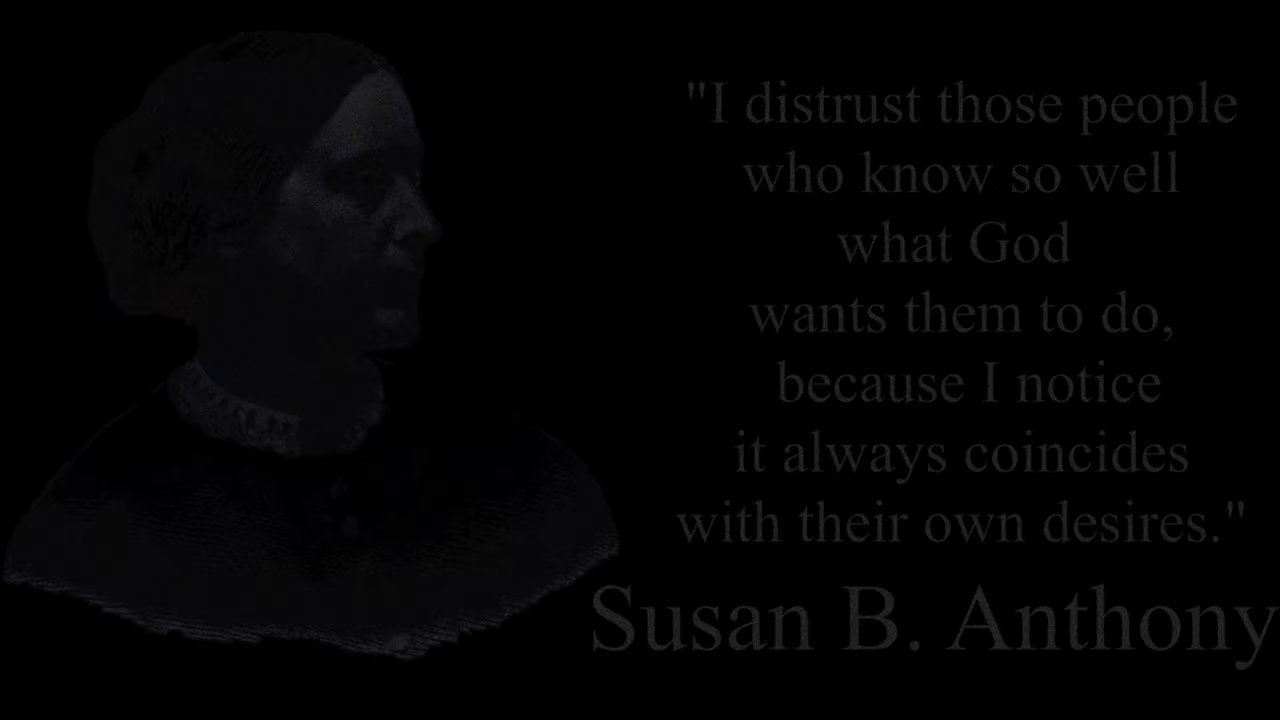 "I distrust those people
who know so well
what God
wants them to do,
because I notice
it always coincides
with their own desires."
Susan B. Anthony